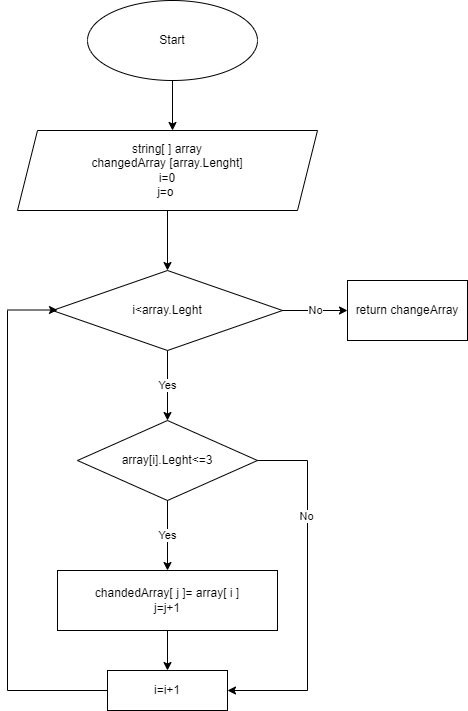 Start
string[ ] array
changedArray [array.Lenght]
i=0
j=o
i<array.Leght
No
return changeArray
Yes
array[i].Leght<=3
No
Yes
chandedArray[ j ]= array[ i ]
j=j+1
i=i+1